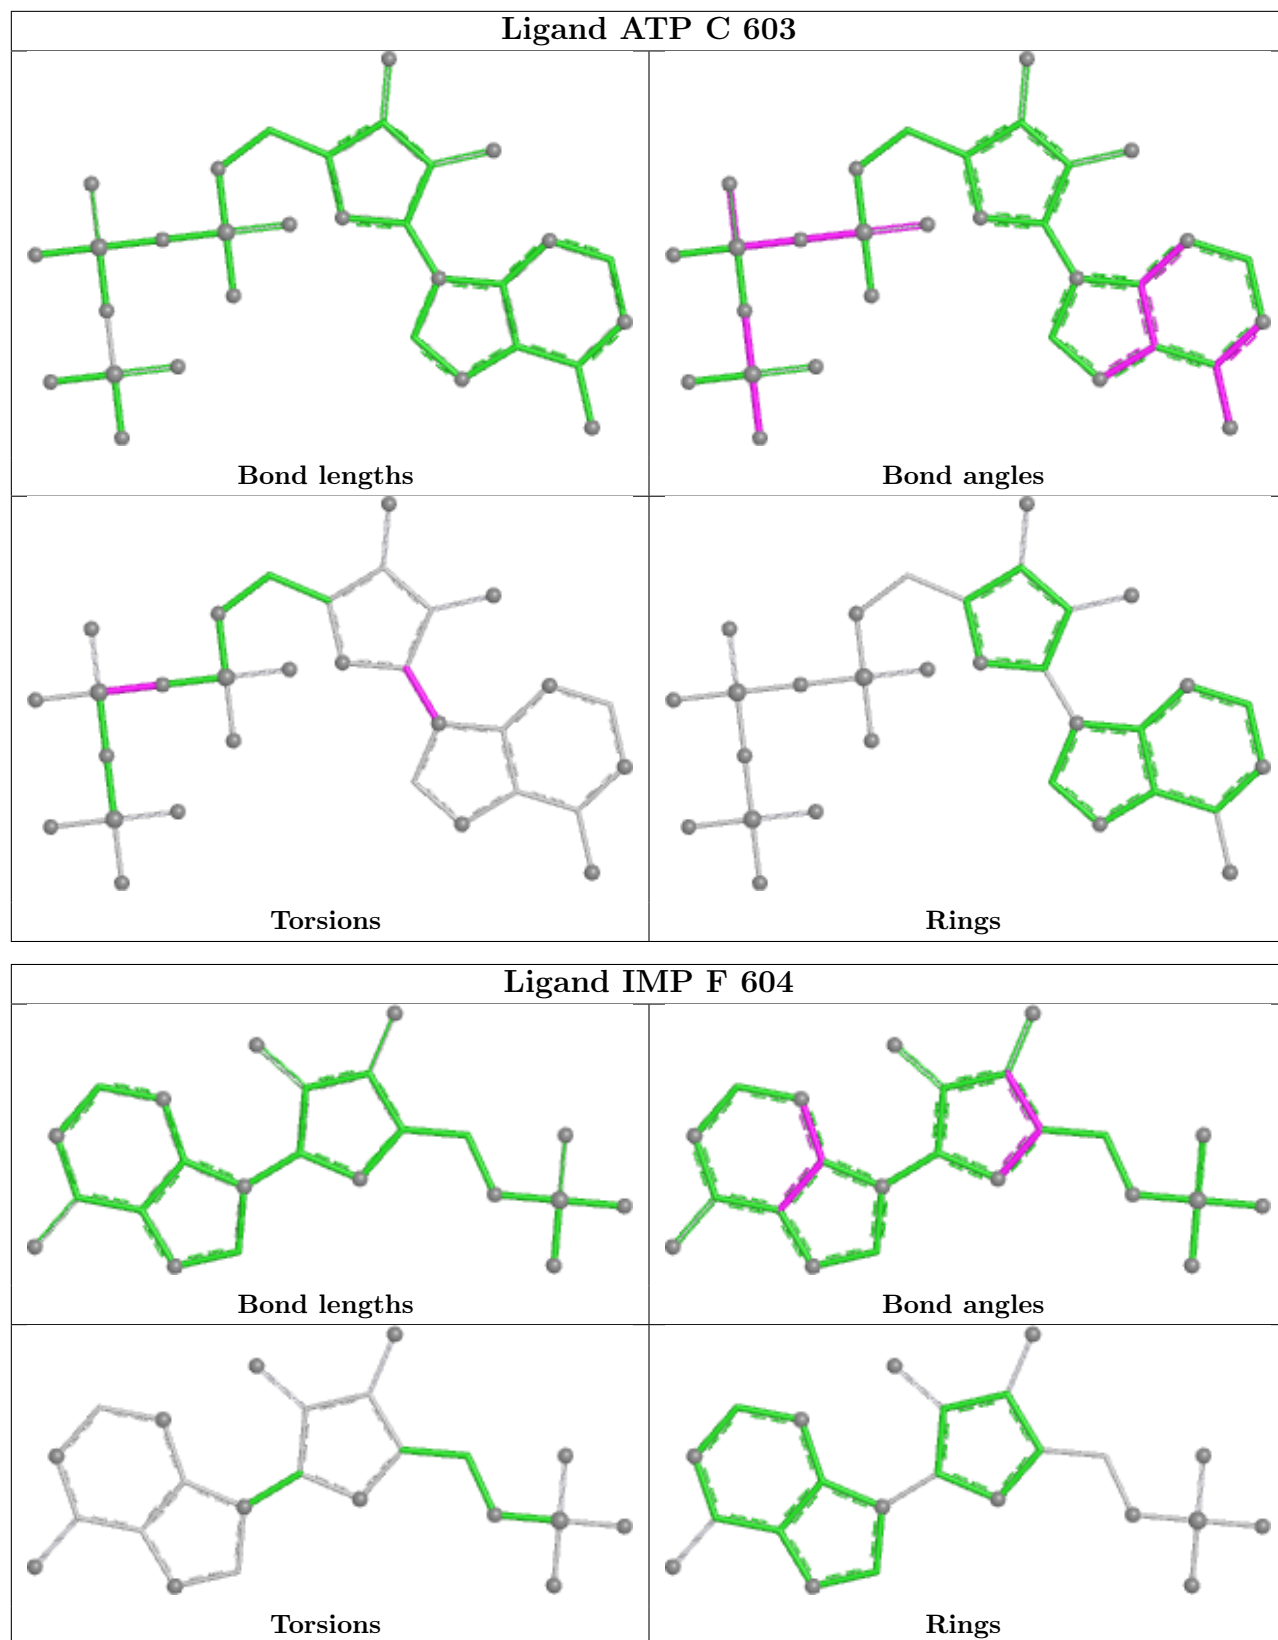 Ligand ATP C 603
Bond lengths
Bond angles
Torsions
Rings
Ligand IMP F 604
Bond lengths
Bond angles
Torsions
Rings